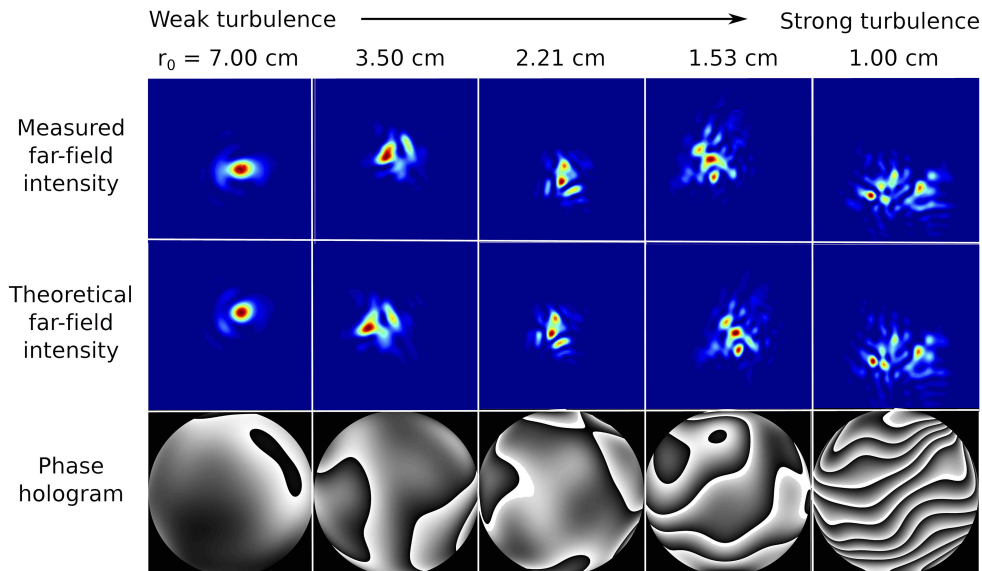 Weak turbulence
Strong turbulence
r₀ = 7.00 cm
3.50 cm
2.21 cm
1.53 cm
1.00 cm
Measured
far-field
intensity
Theoretical
far-field
intensity
Phase
hologram